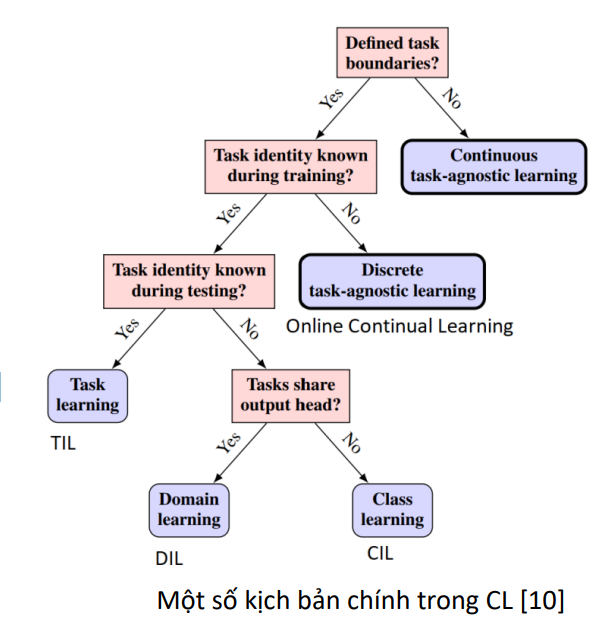 Defined task
boundaries?
Yes
No
Task identity known
during training?
Continuous
task-agnostic learning
Yes
No
Task identity known
during testing?
Discrete
task-agnostic learning
Online Continual Learning
Yes
No
Task
learning
TIL
Tasks share
output head?
Yes
No
Domain
learning
DIL
Class
learning
CIL
Một số kịch bản chính trong CL [10]